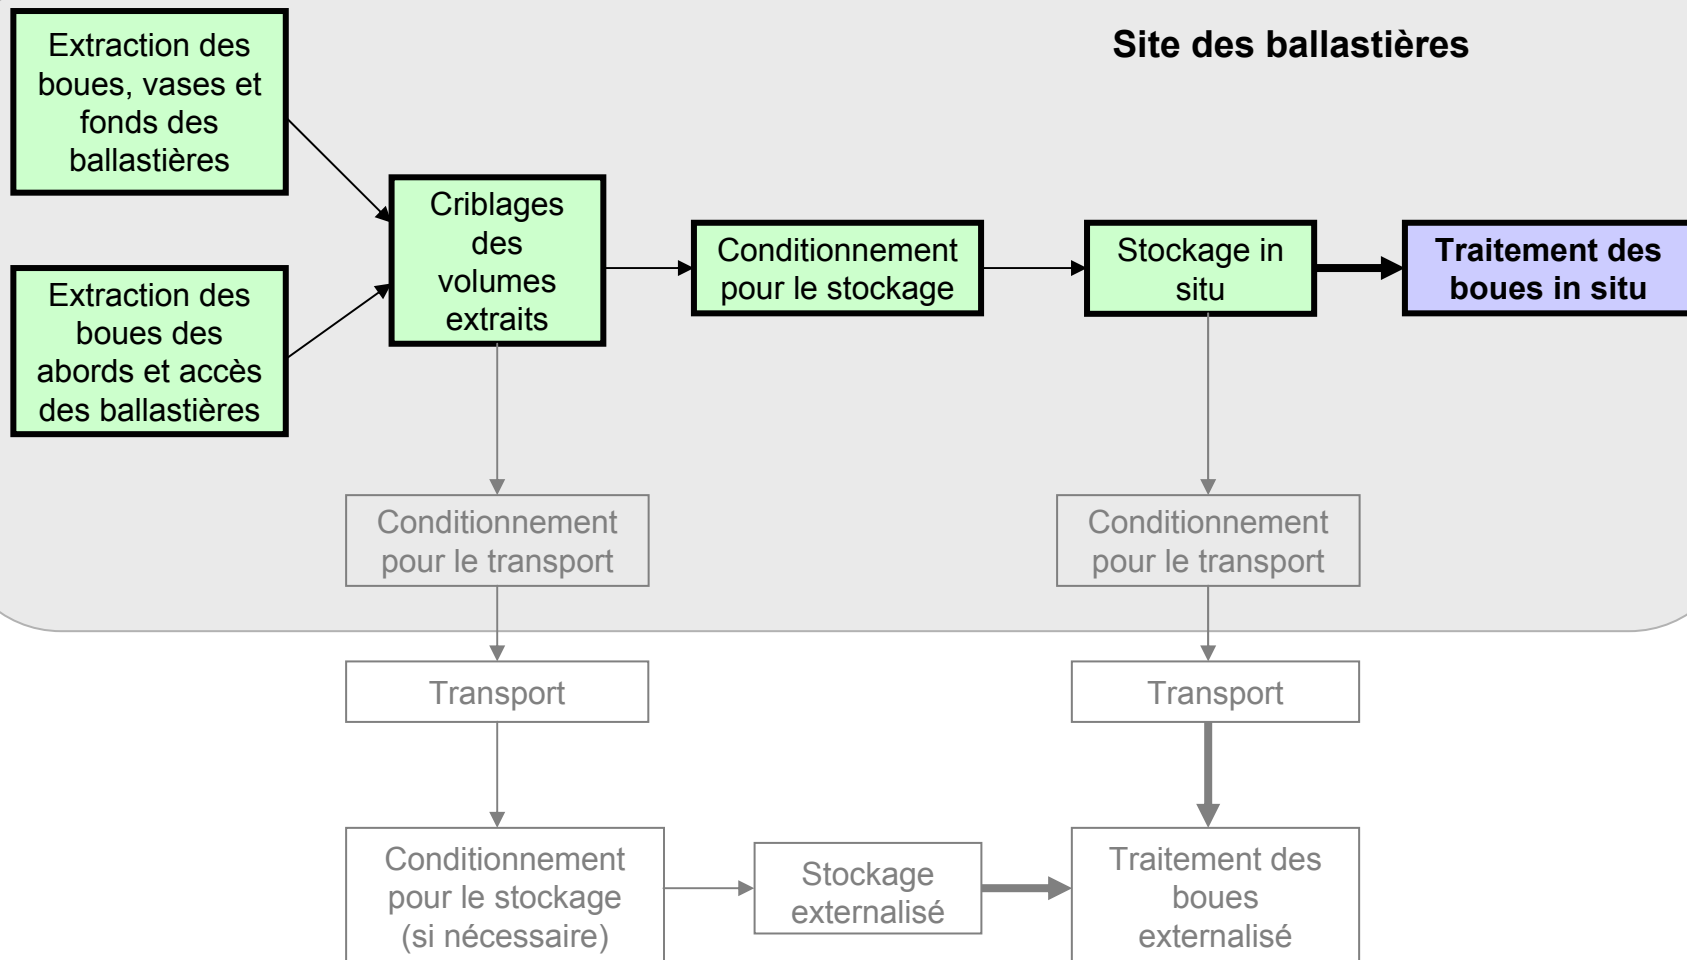 Site des ballastières
Extraction des
boues, vases et
fonds des
ballastières
Extraction des
boues des
abords et accès
des ballastières
Criblages
des
volumes
extraits
Conditionnement
pour le stockage
Stockage in
situ
Traitement des
boues in situ
Conditionnement
pour le transport
Conditionnement
pour le transport
Transport
Transport
Conditionnement
pour le stockage
(si nécessaire)
Stockage
externalisé
Traitement des
boues
externalisé